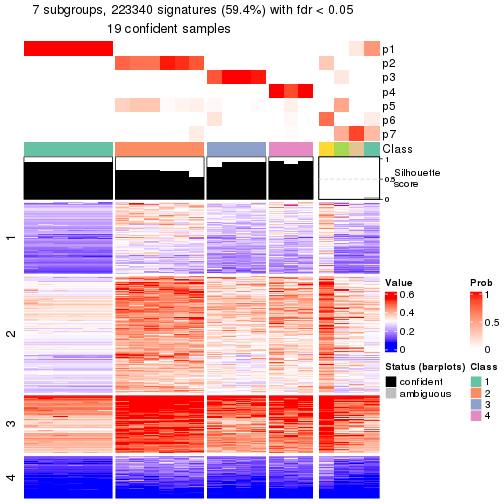 7 subgroups, 223340 signatures (59.4%) with fdr < 0.05
19 confident samples
p1
p2
p3
p4
p5
p6
p7
Class
1
0.5
0
Silhouette
score
1
2
3
4
Value
0.6
0.4
0.2
0
Prob
1
0.5
0
Status (barplots)
confident
ambiguous
Class
1
2
3
4